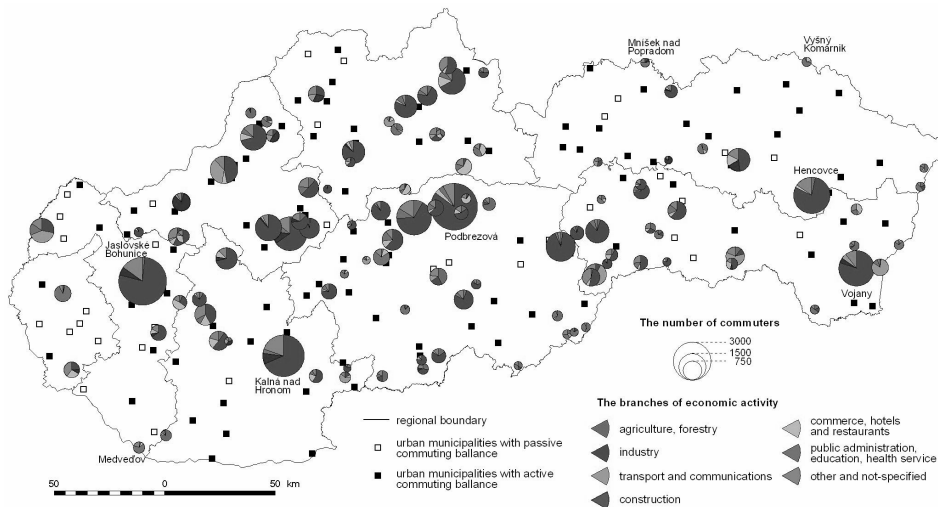 Mníšek nad
Popradom
Vyšný
Komárnik
Hencovce
Podbrezová
Jaslovské
Bohunice
Vojany
Kalná nad
Hronom
Medveďov
The number of commuters
3000
1500
750
The branches of economic activity
regional boundary
urban municipalities with passive
commuting ballance
urban municipalities with active
commuting ballance
agriculture, forestry
industry
transport and communications
construction
commerce, hotels
and restaurants
public administration,
education, health service
other and not-specified
50 0 50 km